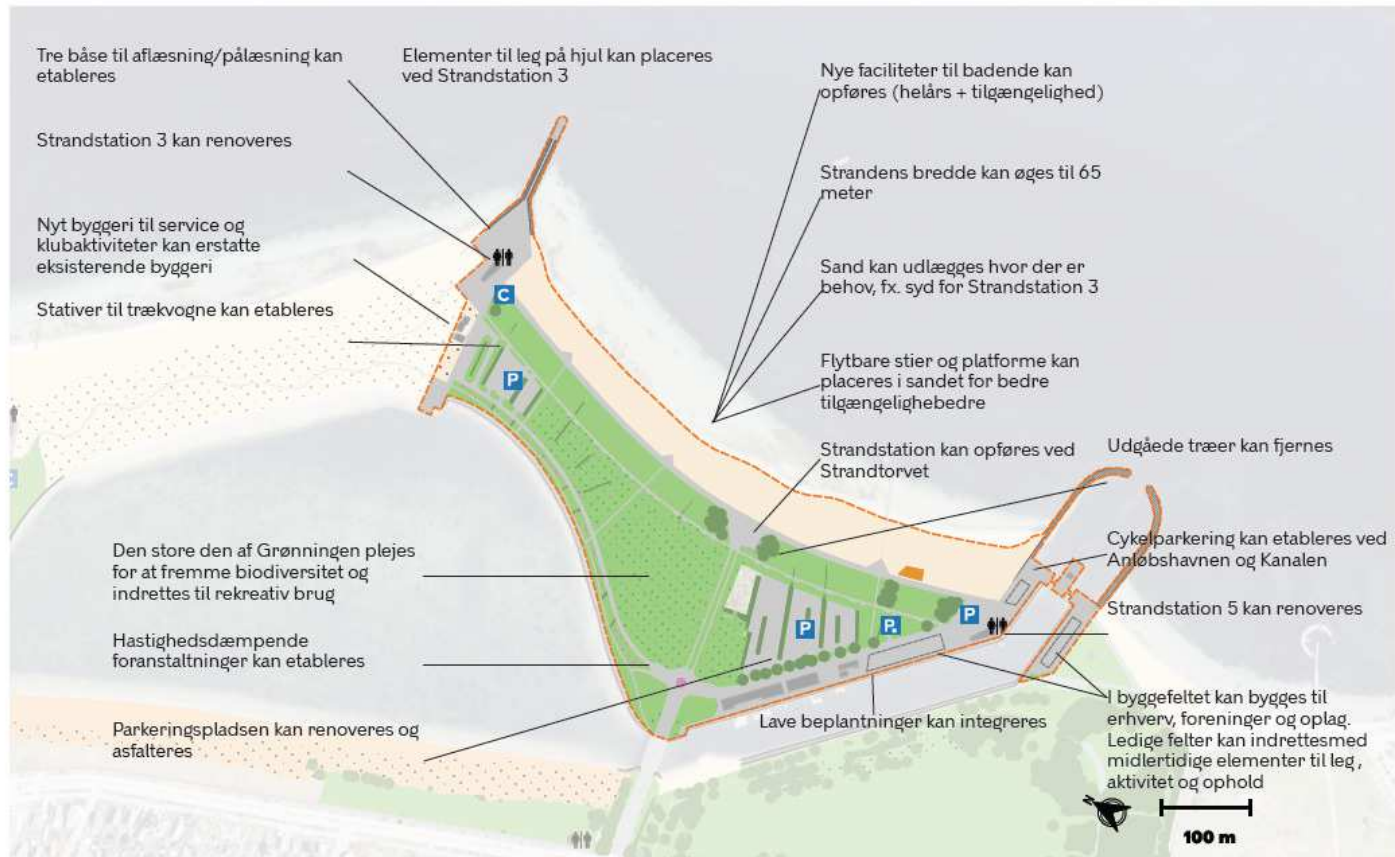 Tre båse til aflæsning/pålæsning kan
etableres
Elementer til leg på hjul kan placeres
ved Strandstation 3
Nye faciliteter til badende kan
opføres (helårs + tilgængelighed)
Strandstation 3 kan renoveres
Strandens bredde kan øges til 65
meter
Nyt byggeri til service og
klubaktiviteter kan erstatte
eksisterende byggeri
Sand kan udlægges hvor der er
behov, fx. syd for Strandstation 3
C
Stativer til trækvogne kan etableres
P
Flytbare stier og platforme kan
placeres i sandet for bedre
tilgængelighebedre
Strandstation kan opføres ved
Strandtorvet
Udgåede træer kan fjernes
Den store den af Grønningen plejes
for at fremme biodiversitet og
indrettes til rekreativ brug
Cykelparkering kan etableres ved
Anløbshavnen og Kanalen
Strandstation 5 kan renoveres
P
P
P
Hastighedsdæmpende
foranstaltninger kan etableres
Parkeringspladsen kan renoveres og
asfalteres
Lave beplantninger kan integreres
I byggefeltet kan bygges til
erhverv, foreninger og oplag.
Ledige felter kan indrettesmed
midlertidige elementer til leg ,
aktivitet og ophold
N
100 m